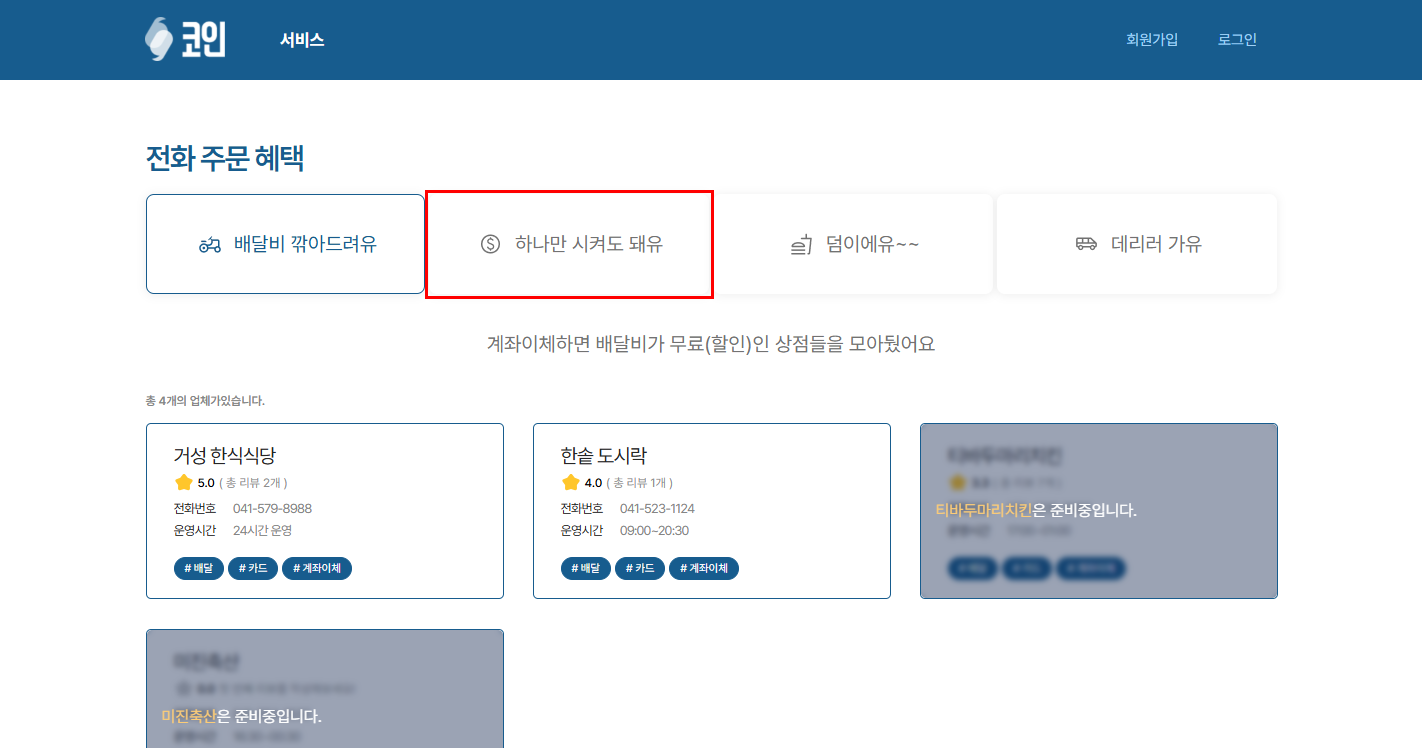 코인 서비스 회원가입 로그인
전화 주문 혜택
배달비 깎아드려유 하나만 시켜도 돼유 덤이에유~~ 데리러 가유
계좌이체하면 배달비가 무료(할인)인 상점들을 모아뒀어요
총 4개의 업체가있습니다.
거성 한식식당
5.0 ( 총 리뷰 2개 )
전화번호 041-579-8988
운영시간 24시간 운영
# 배달 # 카드 # 계좌이체
한솥 도시락
4.0 ( 총 리뷰 1개 )
전화번호 041-523-1124
운영시간 09:00~20:30
# 배달 # 카드 # 계좌이체
티바두마리치킨은 준비중입니다.
미진축산은 준비중입니다.